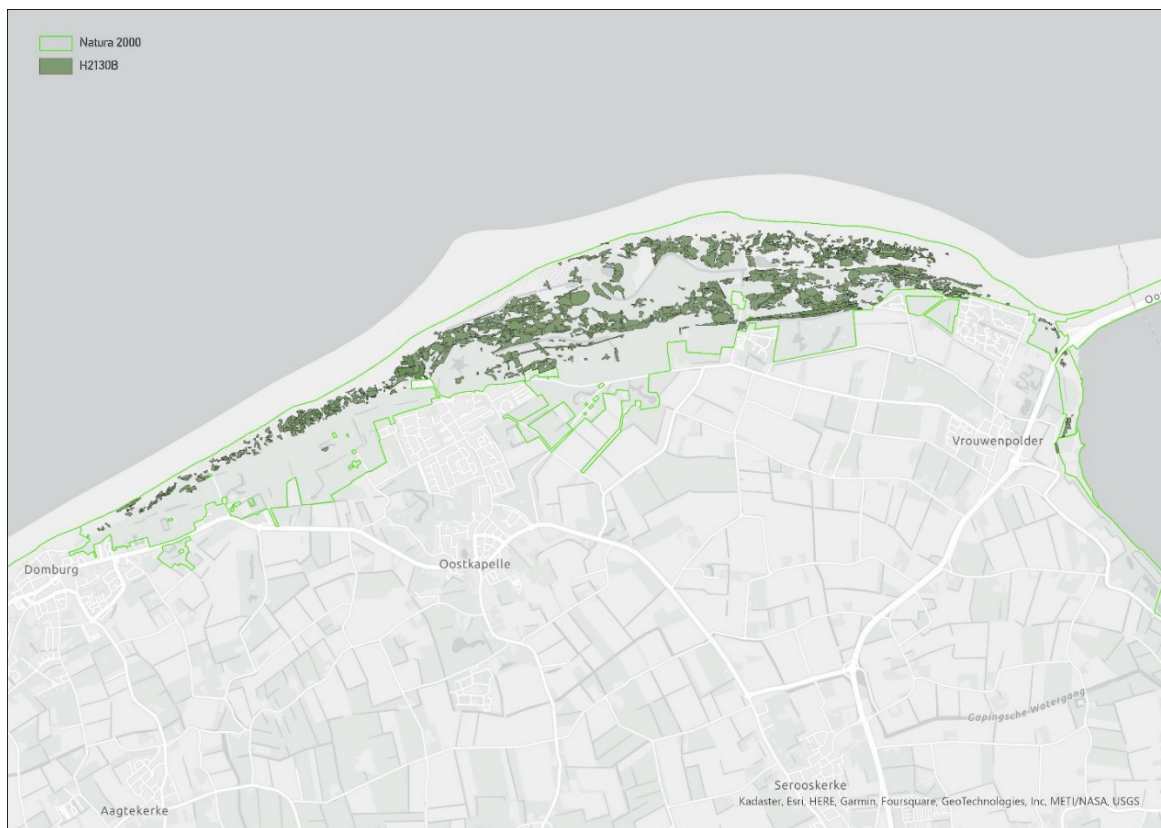 Natura 2000
H2130B
Vrouwenpolder
Domburg
Oostkapelle
Gapingsche Watergang
Serooskerke
Aagtekerke
Kadaster, Esri, HERE, Garmin, Foursquare, GeoTechnologies, Inc, METI/NASA, USGS